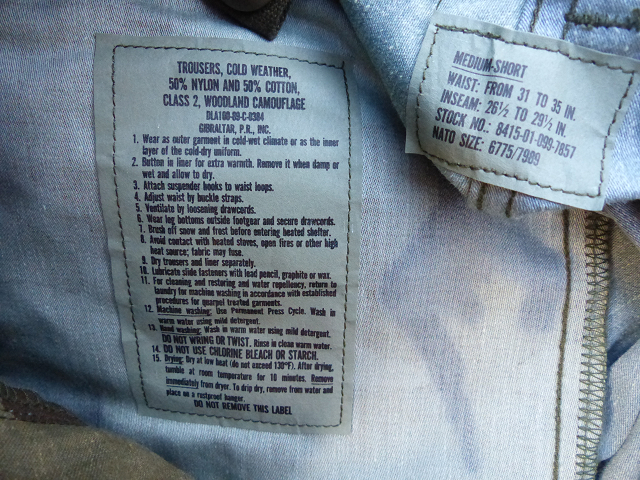 TROUSERS, COLD WEATHER,
50% NYLON AND 50% COTTON,
CLASS 2, WOODLAND CAMOUFLAGE
DLA100-89-C-0384
GIBRALTAR, P.R., INC.
1. Wear as outer garment in cold-wet climate or as the inner
layer of the cold-dry uniform.
2. Button in liner for extra warmth. Remove it when damp or
wet and allow to dry.
3. Attach suspender hooks to waist loops.
4. Adjust waist by buckle straps.
5. Ventilate by loosening drawcords.
6. Wear leg bottoms outside footgear and secure drawcords.
7. Brush off snow and frost before entering heated shelter.
8. Avoid contact with heated stoves, open fires or other high
heat source; fabric may fuse.
9. Dry trousers and liner separately.
10. Lubricate slide fasteners with lead pencil, graphite or wax.
11. For cleaning and restoring and water repellency, return to
laundry for machine washing in accordance with established
procedures for quarpel treated garments.
12. Machine washing: Use Permanent Press Cycle. Wash in
warm water using mild detergent.
13. Hand washing: Wash in warm water using mild detergent.
DO NOT WRING OR TWIST. Rinse in clean warm water.
14. DO NOT USE CHLORINE BLEACH OR STARCH.
15. Drying: Dry at low heat (do not exceed 130°F). After drying,
tumble at room temperature for 10 minutes. Remove
immediately from dryer. To drip dry, remove from water and
place on a rustproof hanger.
DO NOT REMOVE THIS LABEL
MEDIUM-SHORT
WAIST: FROM 31 TO 35 IN.
INSEAM: 26½ TO 29½ IN.
STOCK NO.: 8415-01-099-7857
NATO SIZE: 6775/7989